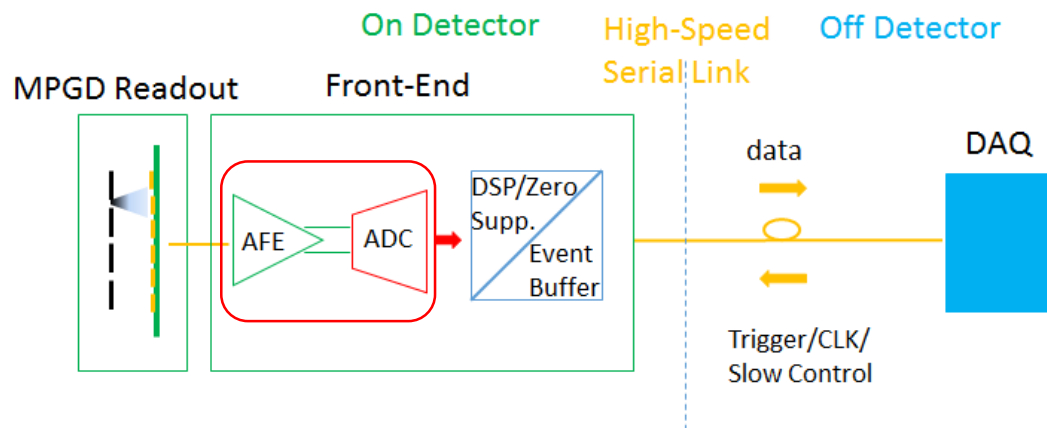 On Detector
High-Speed
Serial Link
Off Detector
MPGD Readout
Front-End
data
DAQ
AFE
ADC
DSP/Zero
Supp.
Event
Buffer
Trigger/CLK/
Slow Control